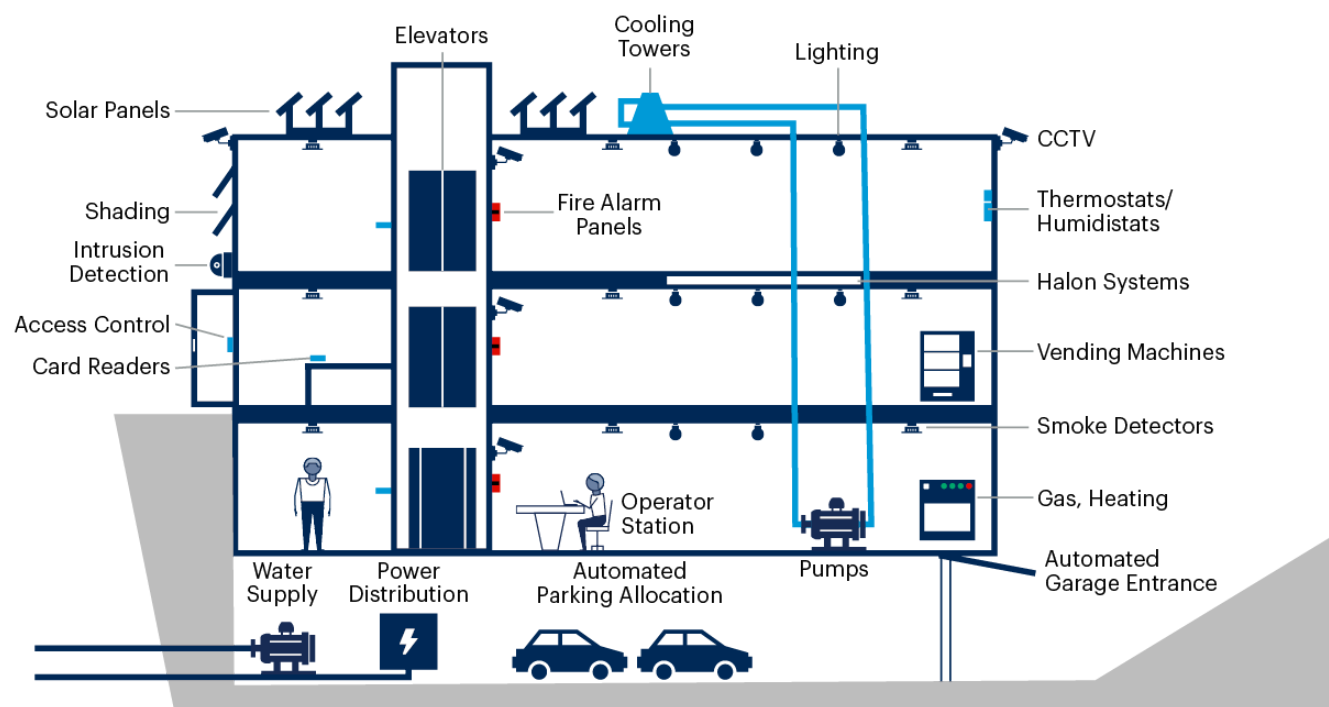 Elevators
Cooling
Towers
Lighting
Solar Panels
CCTV
Shading
Fire Alarm
Panels
Thermostats/
Humidistats
Intrusion
Detection
Halon Systems
Access Control
Card Readers
Vending Machines
Smoke Detectors
Operator
Station
Gas, Heating
Water
Supply
Power
Distribution
Automated
Parking Allocation
Pumps
Automated
Garage Entrance